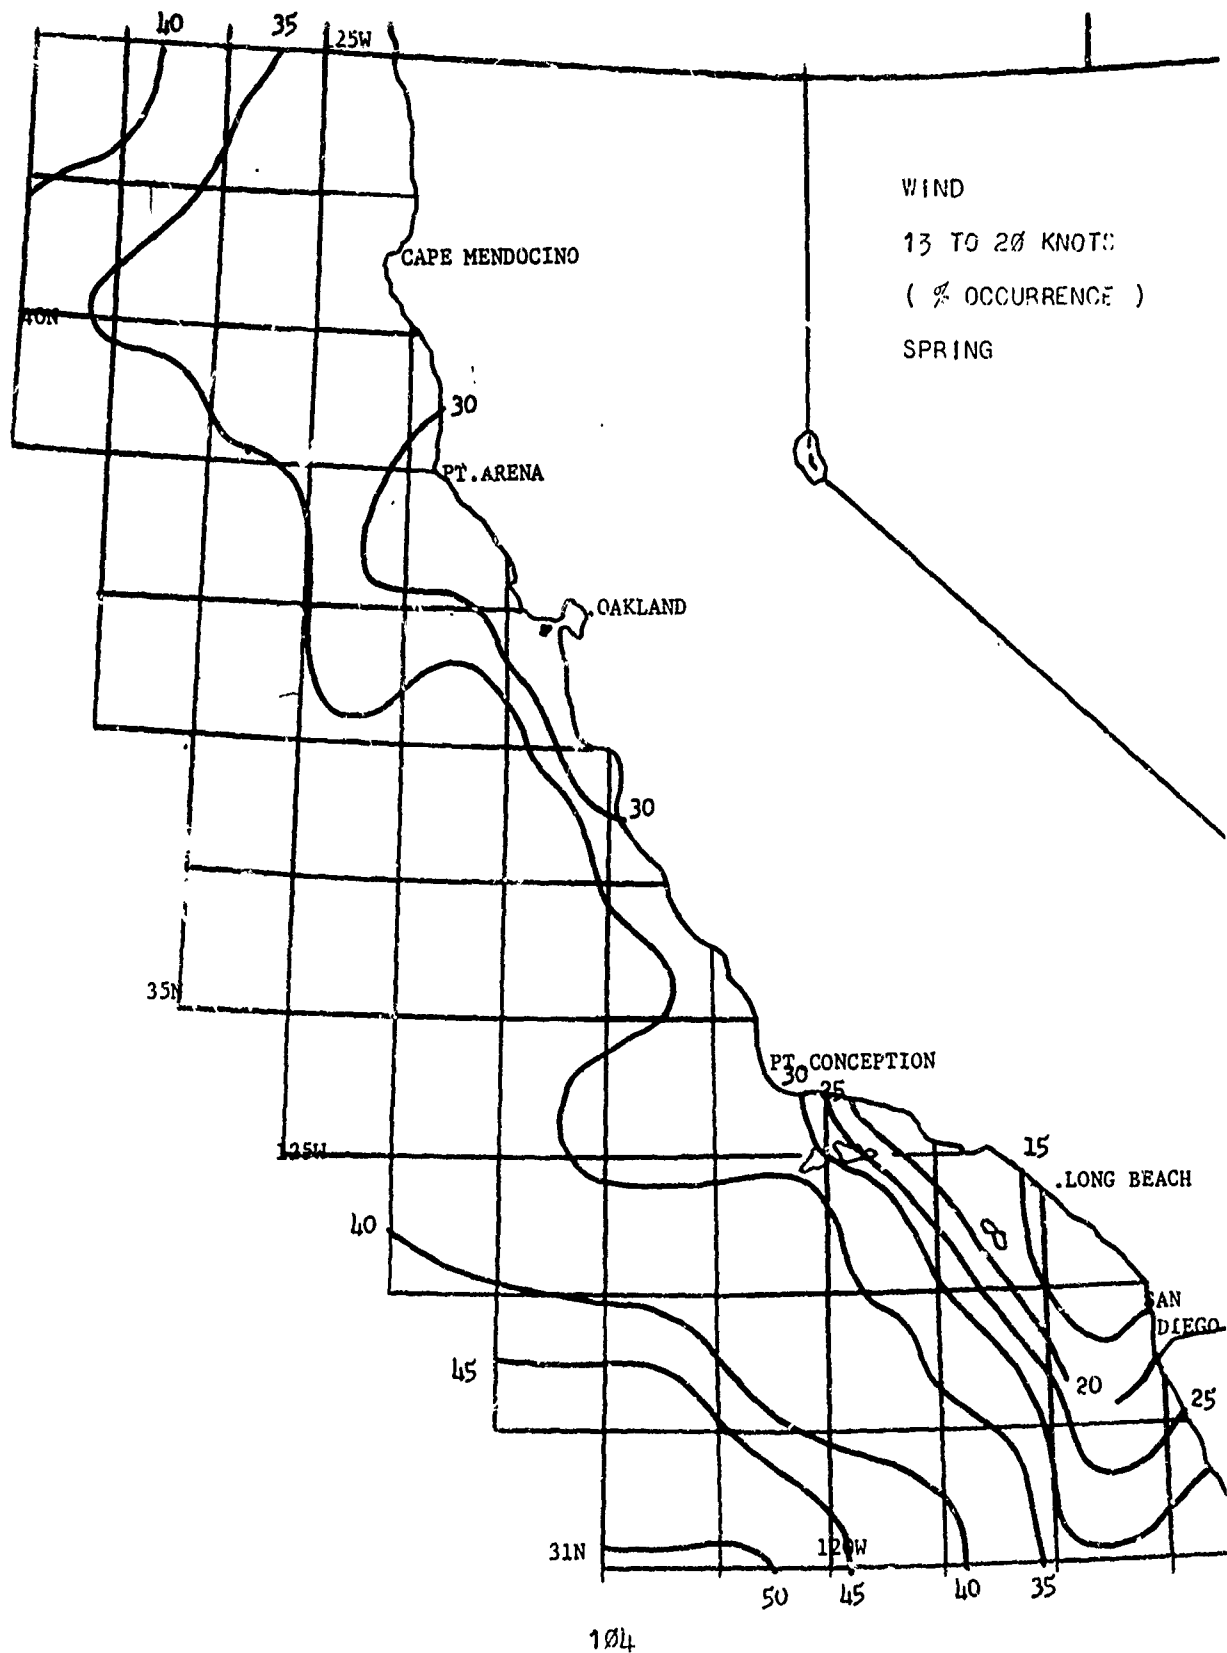 40 35 25W
WIND
13 TO 20 KNOTS
( % OCCURRENCE )
SPRING
CAPE MENDOCINO
40N
30
PT.ARENA
.OAKLAND
30
35N
PT. CONCEPTION
30 25
125W
15
.LONG BEACH
40
8
SAN
DIEGO
45
20
25
31N
120W
50 45 40 35
104